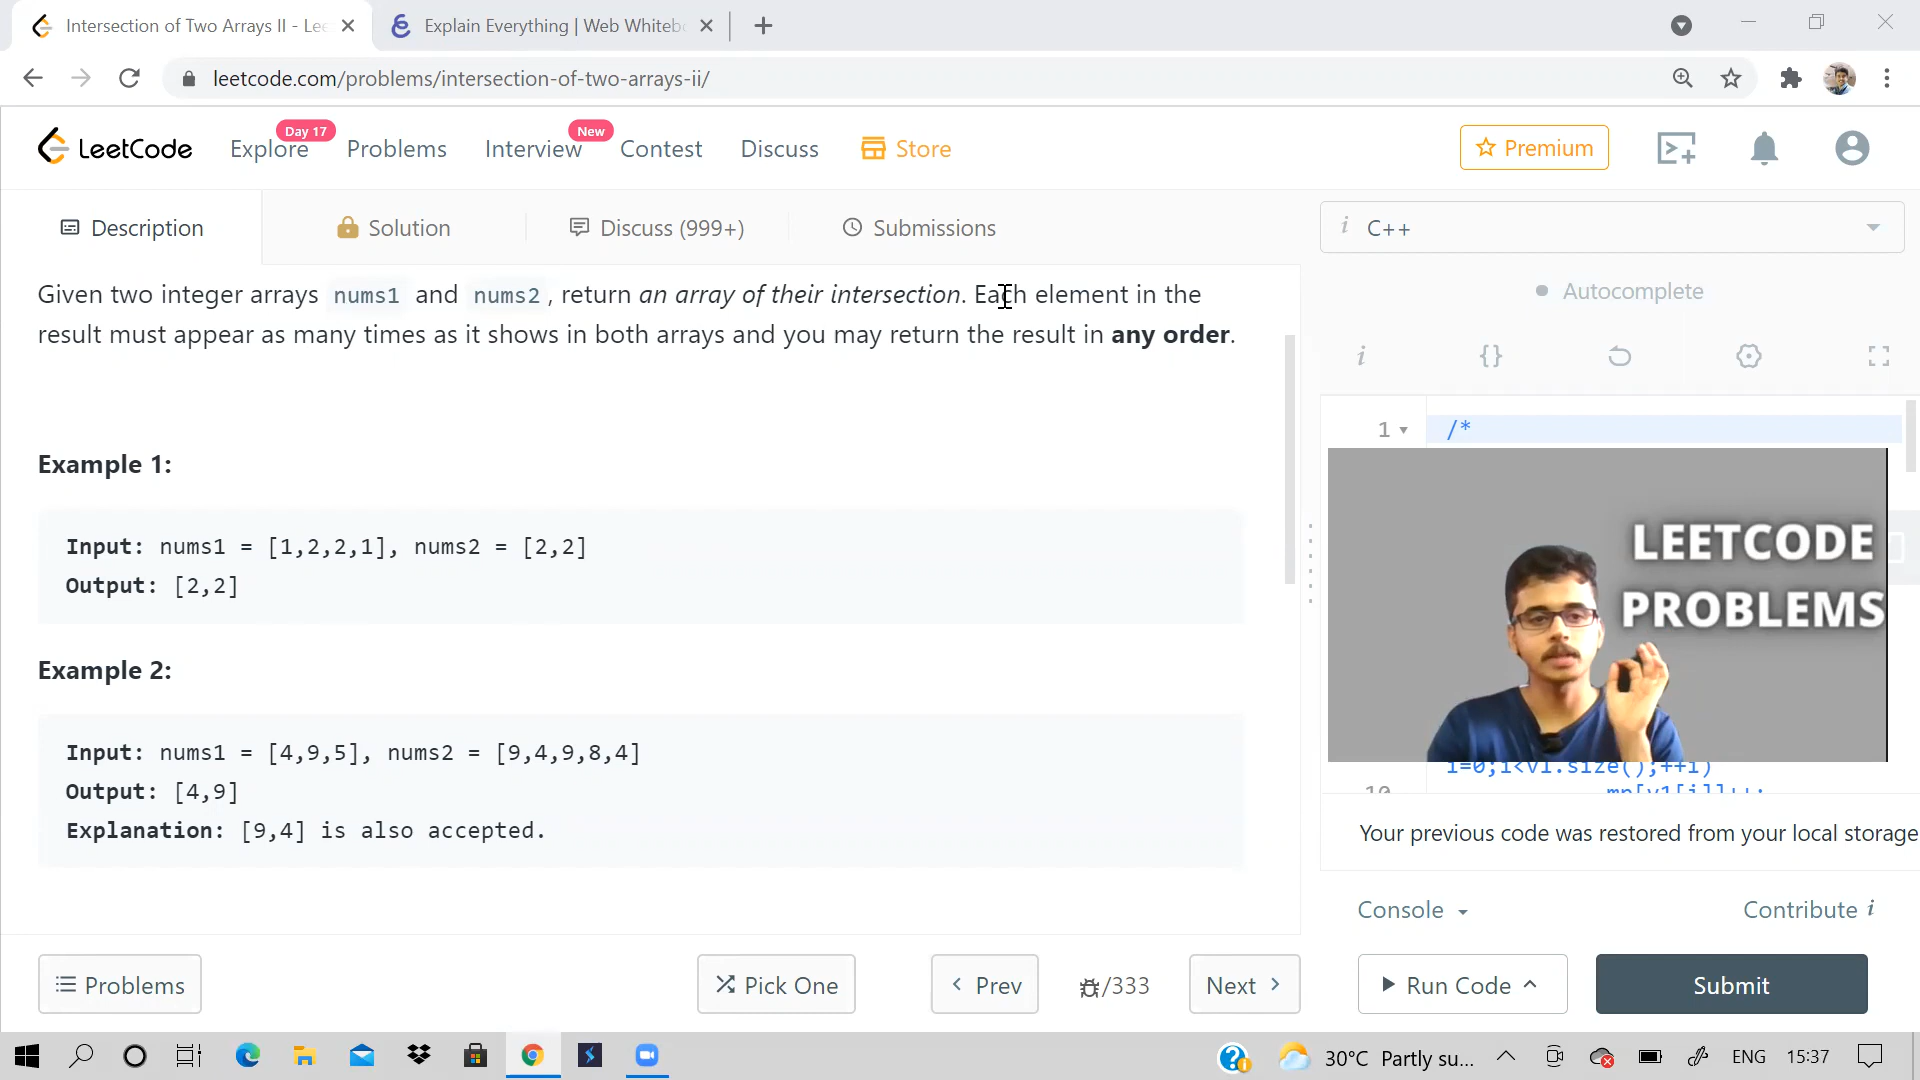 Intersection of Two Arrays II - Lee
Explain Everything | Web Whitebo
leetcode.com/problems/intersection-of-two-arrays-ii/
LeetCode
Explore
Day 17
Problems
Interview
New
Contest
Discuss
Store
Premium
Description
Solution
Discuss (999+)
Submissions
i C++
Given two integer arrays nums1 and nums2, return an array of their intersection. Each element in the
result must appear as many times as it shows in both arrays and you may return the result in any order.
Example 1:
Input: nums1 = [1,2,2,1], nums2 = [2,2]
Output: [2,2]
Example 2:
Input: nums1 = [4,9,5], nums2 = [9,4,9,8,4]
Output: [4,9]
Explanation: [9,4] is also accepted.
Autocomplete
i {}
1 /*
LEETCODE
PROBLEMS
i=0;i<v1.size();++i)
10 mp[v1[i]]++;
Your previous code was restored from your local storage
Console
Contribute i
Problems
Pick One
Prev
/333
Next
Run Code
Submit
30°C Partly su...
ENG
15:37